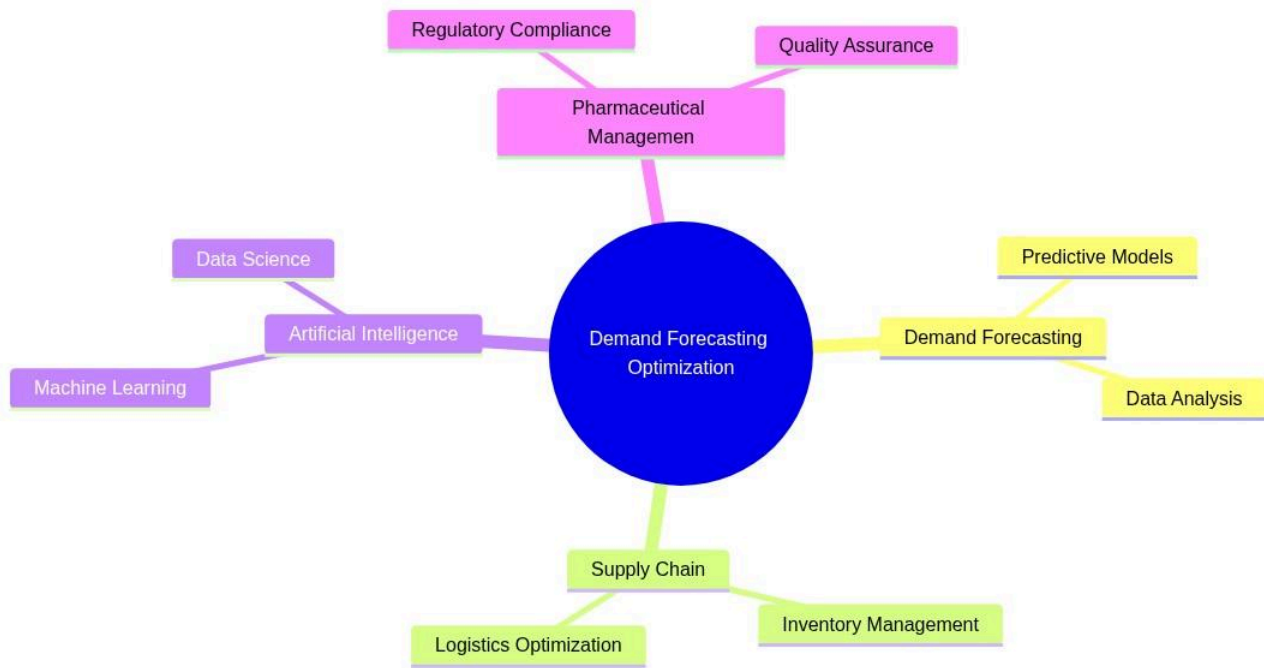 Regulatory Compliance
Quality Assurance
Pharmaceutical
Managemen
Data Science
Predictive Models
Artificial Intelligence
Demand Forecasting
Optimization
Demand Forecasting
Machine Learning
Data Analysis
Supply Chain
Inventory Management
Logistics Optimization